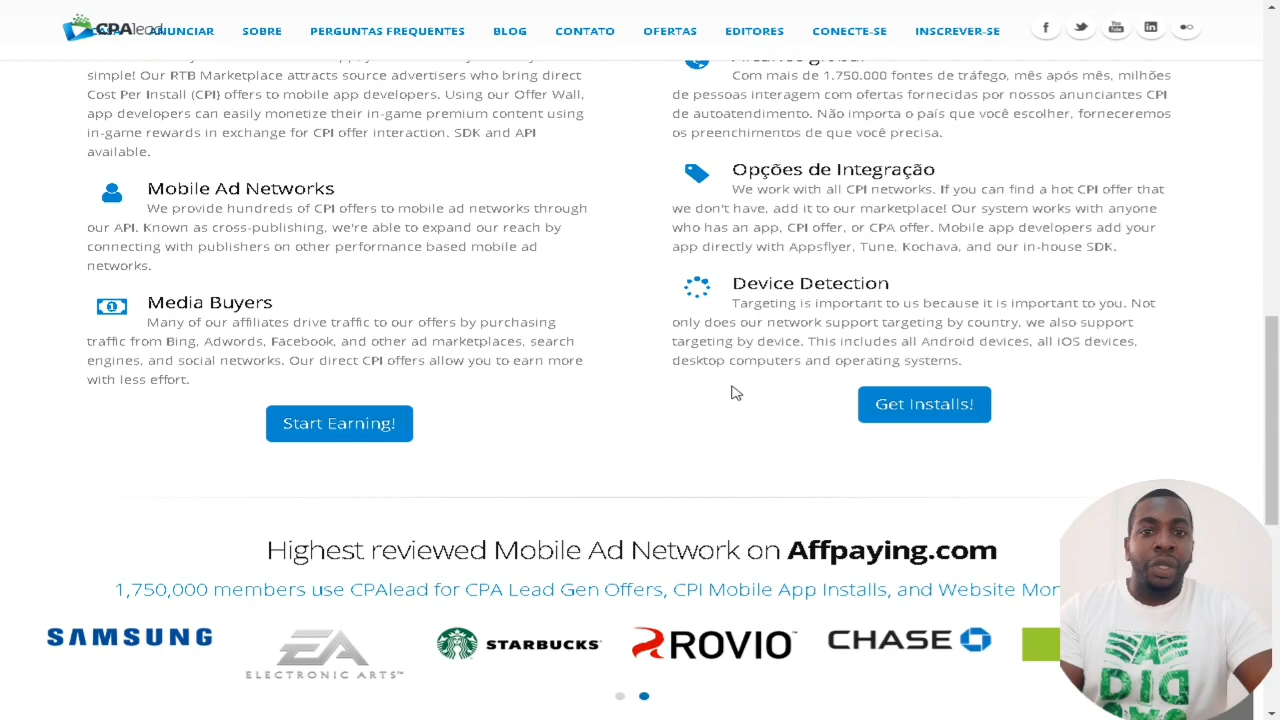 CPAlead
ANUNCIAR
SOBRE
PERGUNTAS FREQUENTES
BLOG
CONTATO
OFERTAS
EDITORES
CONECTE-SE
INSCREVER-SE
simple! Our RTB Marketplace attracts source advertisers who bring direct
Cost Per Install (CPI) offers to mobile app developers. Using our Offer Wall,
app developers can easily monetize their in-game premium content using
in-game rewards in exchange for CPI offer interaction. SDK and API
available.
Mobile Ad Networks
We provide hundreds of CPI offers to mobile ad networks through
our API. Known as cross-publishing, we're able to expand our reach by
connecting with publishers on other performance based mobile ad
networks.
Media Buyers
Many of our affiliates drive traffic to our offers by purchasing
traffic from Bing, Adwords, Facebook, and other ad marketplaces, search
engines, and social networks. Our direct CPI offers allow you to earn more
with less effort.
Start Earning!
Com mais de 1.750.000 fontes de tráfego, mês após mês, milhões
de pessoas interagem com ofertas fornecidas por nossos anunciantes CPI
de autoatendimento. Não importa o país que você escolher, forneceremos
os preenchimentos de que você precisa.
Opções de Integração
We work with all CPI networks. If you can find a hot CPI offer that
we don't have, add it to our marketplace! Our system works with anyone
who has an app, CPI offer, or CPA offer. Mobile app developers add your
app directly with Appsflyer, Tune, Kochava, and our in-house SDK.
Device Detection
Targeting is important to us because it is important to you. Not
only does our network support targeting by country, we also support
targeting by device. This includes all Android devices, all iOS devices,
desktop computers and operating systems.
Get Installs!
Highest reviewed Mobile Ad Network on Affpaying.com
1,750,000 members use CPAlead for CPA Lead Gen Offers, CPI Mobile App Installs, and Website
SAMSUNG
EA
ELECTRONIC ARTS™
STARBUCKS
ROVIO
CHASE